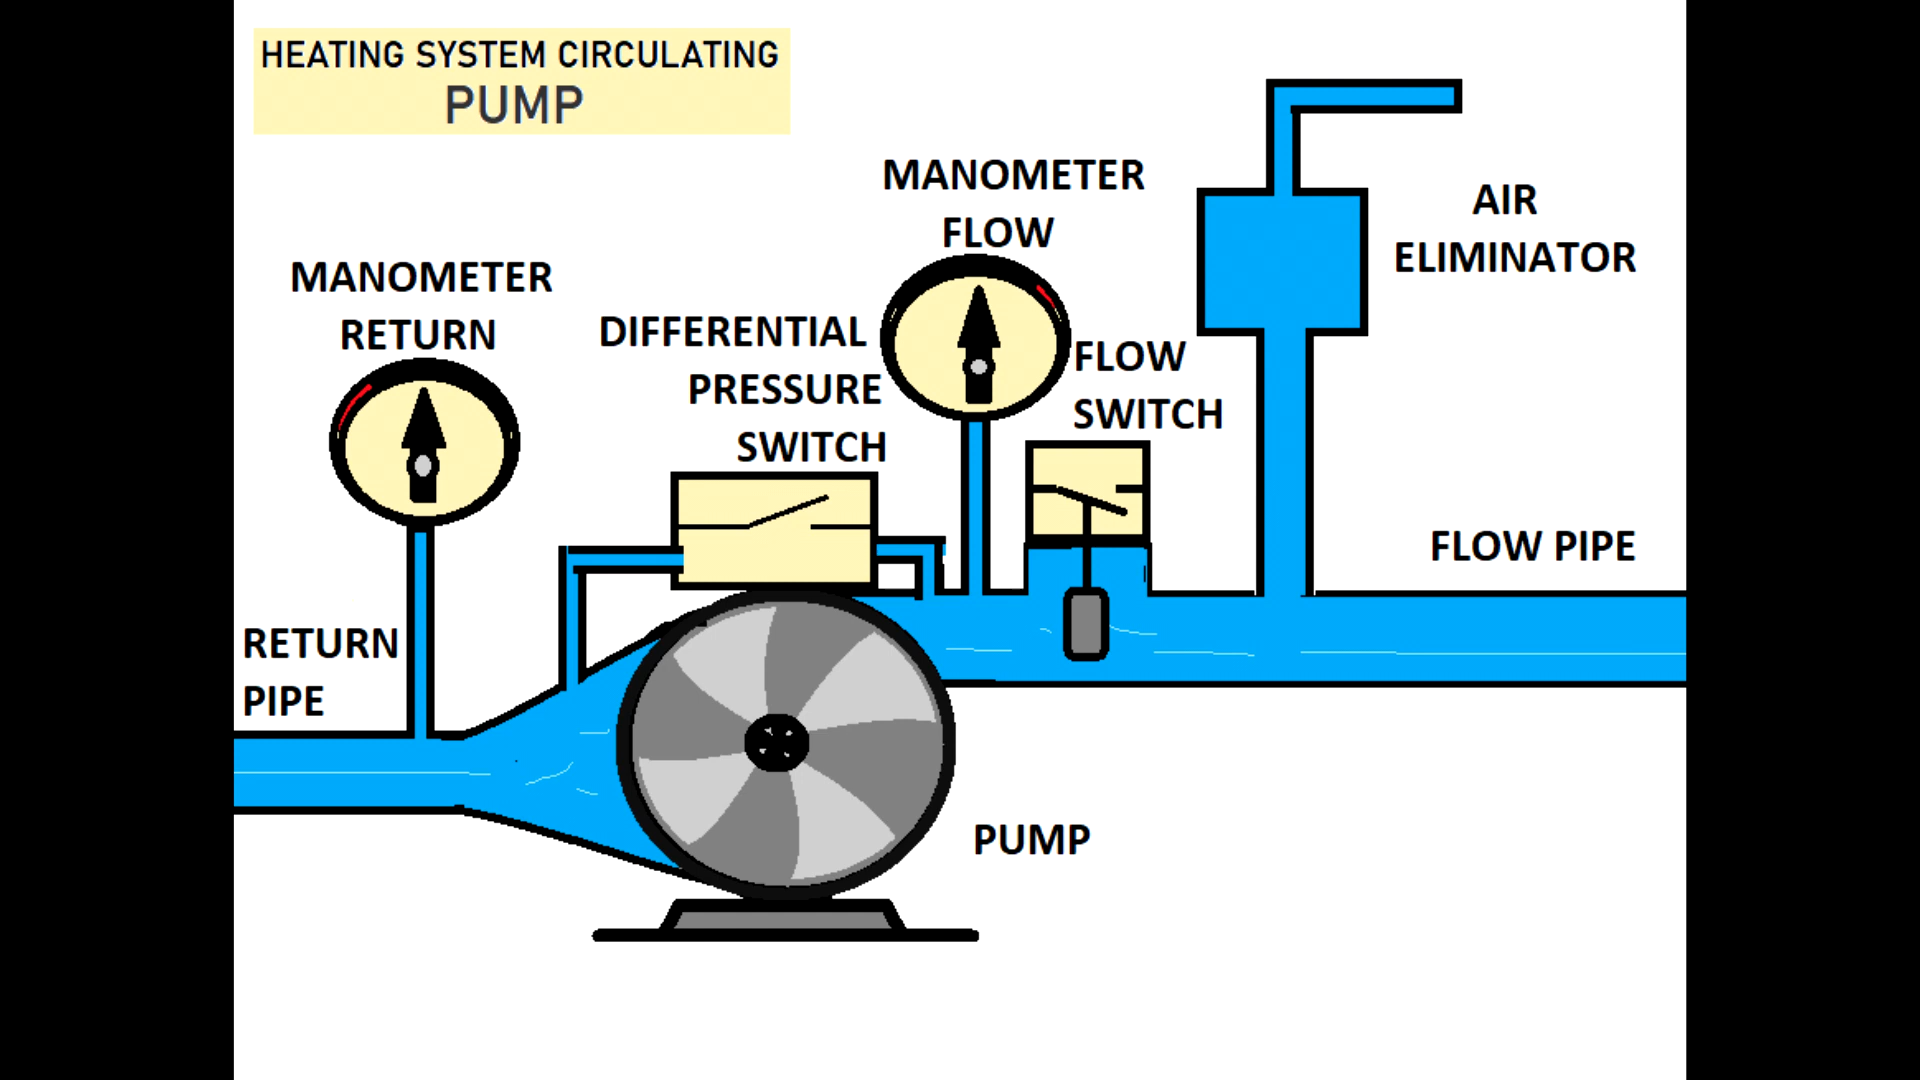 HEATING SYSTEM CIRCULATING
PUMP
MANOMETER
FLOW
AIR
ELIMINATOR
MANOMETER
RETURN
DIFFERENTIAL
PRESSURE
SWITCH
FLOW
SWITCH
FLOW PIPE
RETURN
PIPE
PUMP